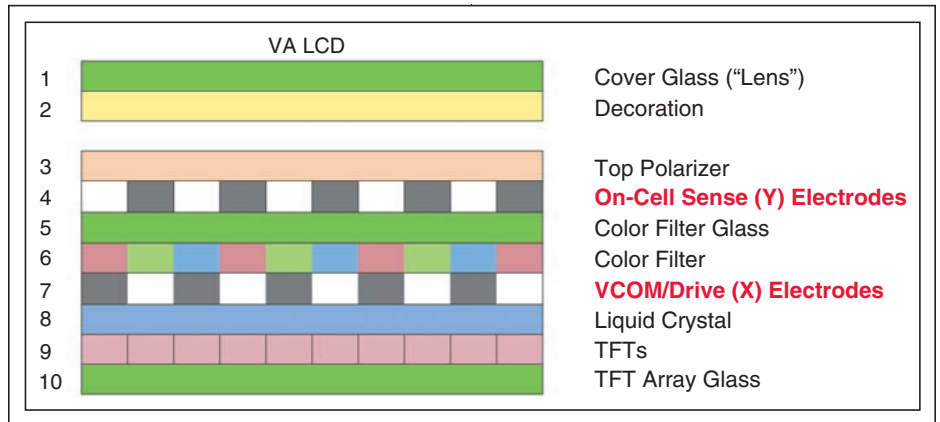 VA LCD
1 Cover Glass (“Lens”)
2 Decoration
3 Top Polarizer
4 On-Cell Sense (Y) Electrodes
5 Color Filter Glass
6 Color Filter
7 VCOM/Drive (X) Electrodes
8 Liquid Crystal
9 TFTs
10 TFT Array Glass